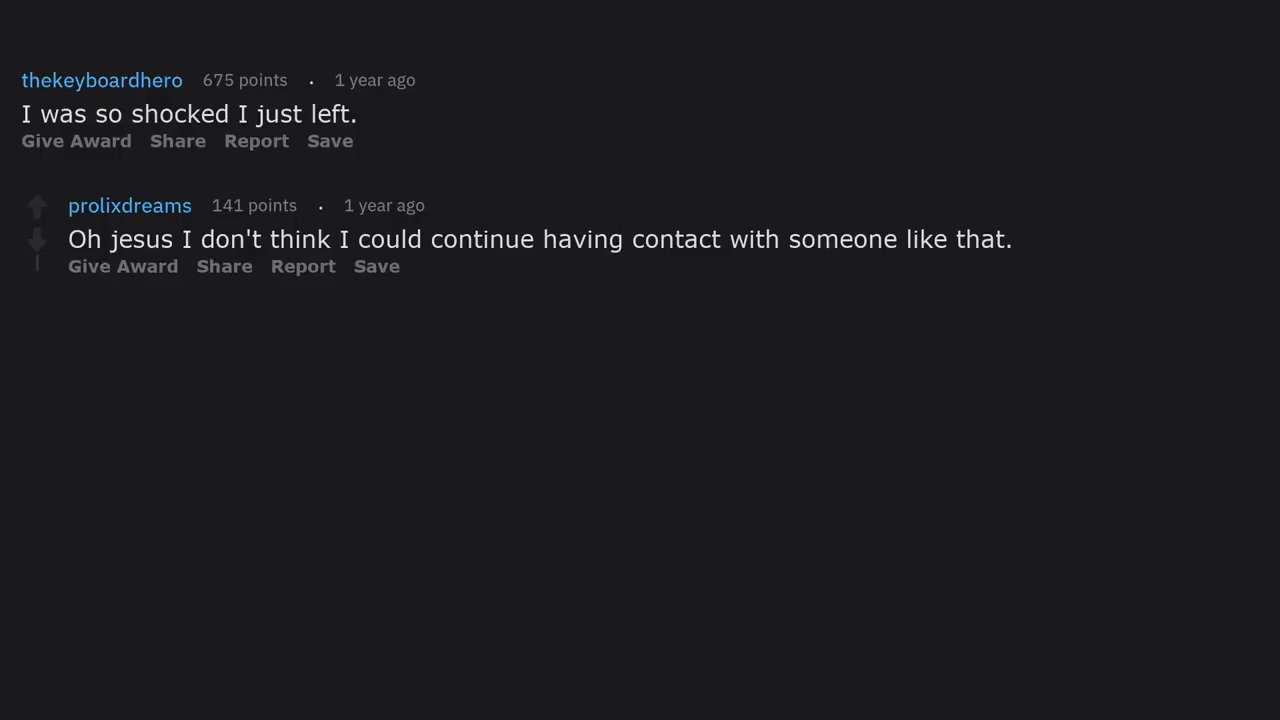 thekeyboardhero 675 points · 1 year ago
I was so shocked I just left.
Give Award Share Report Save
prolixdreams 141 points · 1 year ago
Oh jesus I don't think I could continue having contact with someone like that.
Give Award Share Report Save